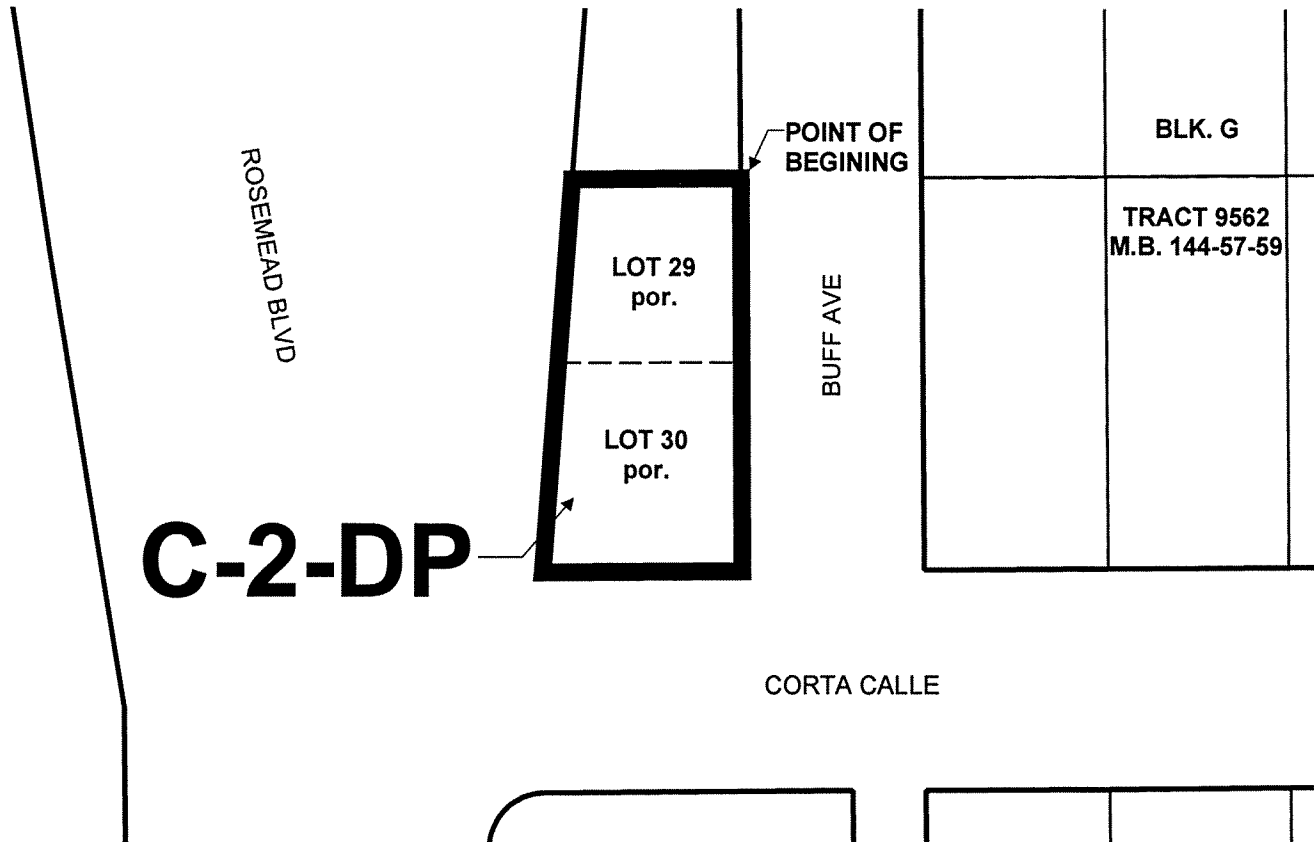 POINT OF
BEGINING
BLK. G
ROSEMEAD BLVD
TRACT 9562
M.B. 144-57-59
LOT 29
por.
BUFF AVE
LOT 30
por.
C-2-DP
CORTA CALLE